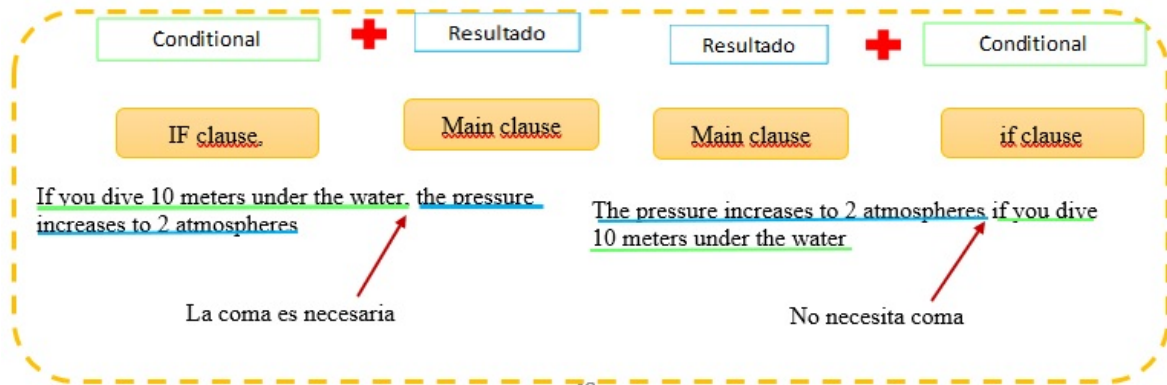 Conditional
Resultado
Resultado
Conditional
IF clause,
Main clause
Main clause
if clause
If you dive 10 meters under the water, the pressure
increases to 2 atmospheres
The pressure increases to 2 atmospheres if you dive
10 meters under the water
La coma es necesaria
No necesita coma